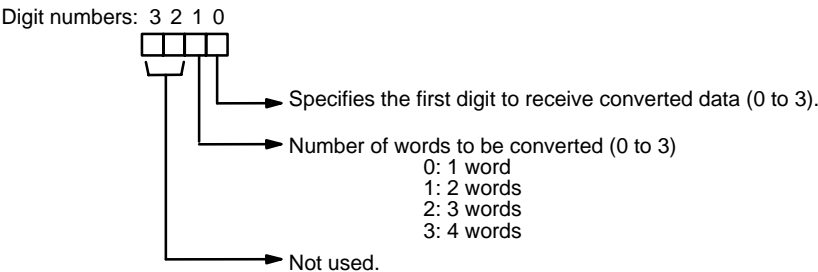 Digit numbers: 3 2 1 0
Specifies the first digit to receive converted data (0 to 3).
Number of words to be converted (0 to 3)
0: 1 word
1: 2 words
2: 3 words
3: 4 words
Not used.